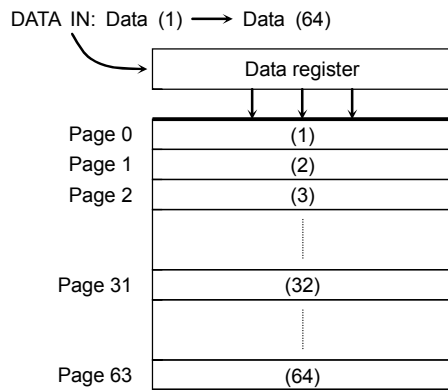 DATA IN: Data (1) Data (64)
Data register
Page 0 (1)
Page 1 (2)
Page 2 (3)
Page 31 (32)
Page 63 (64)